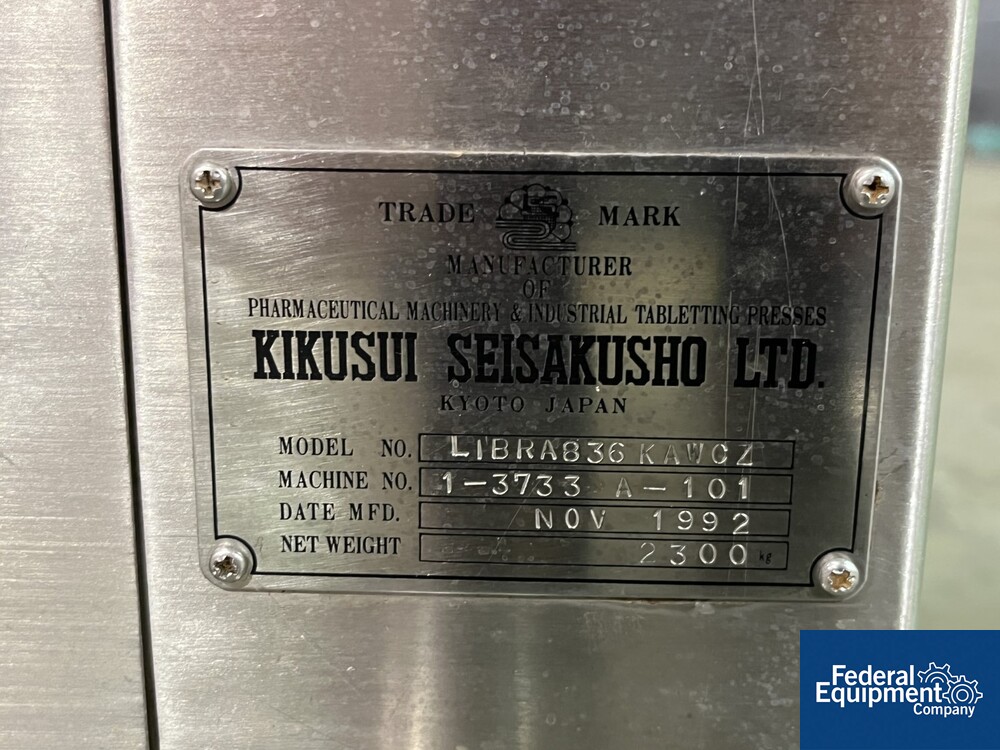 TRADE MARK
MANUFACTURER
OF
PHARMACEUTICAL MACHINERY & INDUSTRIAL TABLETTING PRESSES
KIKUSUI SEISAKUSHO LTD.
KYOTO JAPAN
MODEL NO. LIBRA836KAWCZ
MACHINE NO. 1-3733 A-101
DATE MFD. NOV 1992
NET WEIGHT 2300 kg
Federal
Equipment
Company